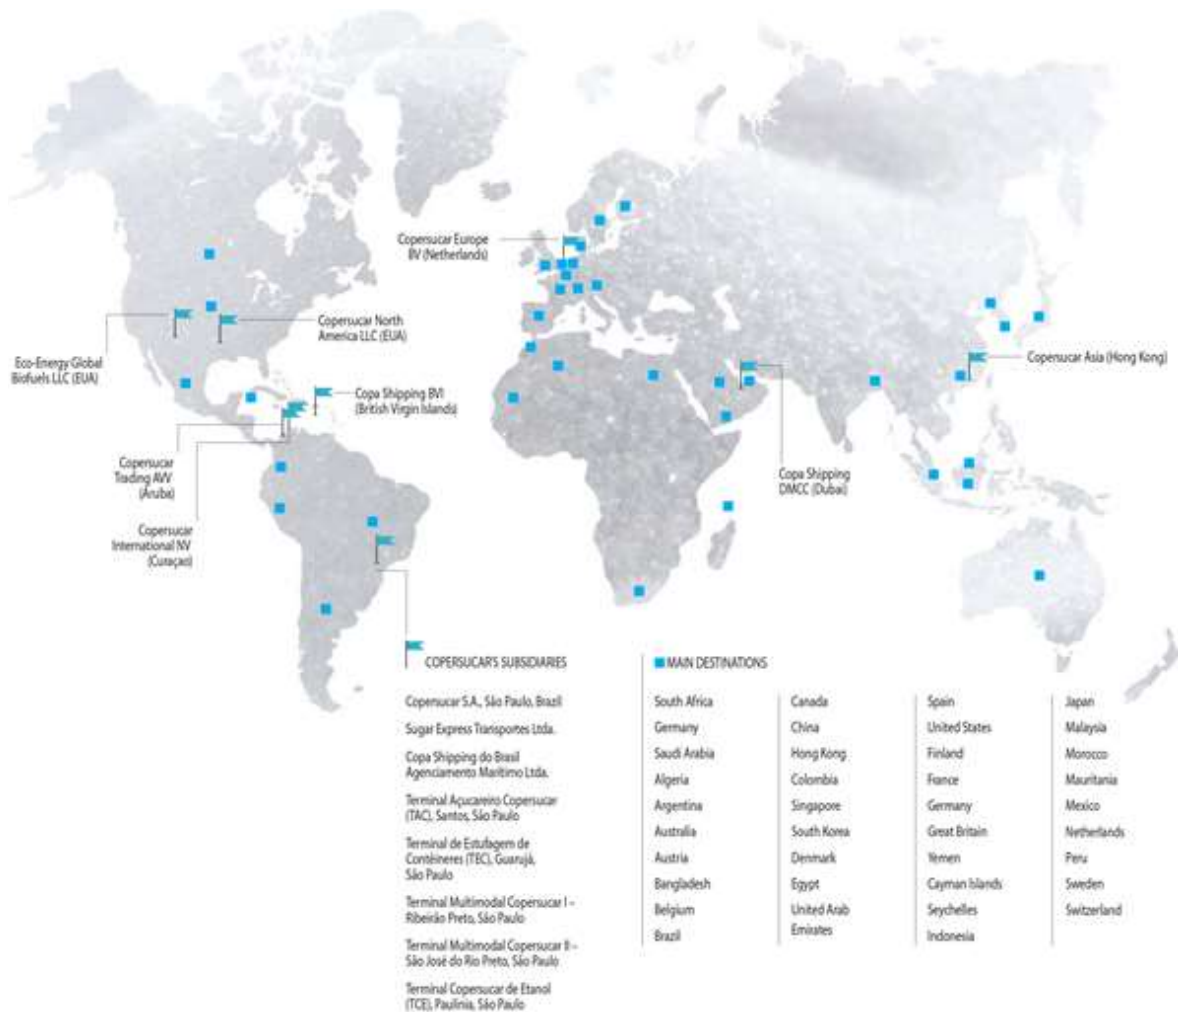 Copersucar Europe
BV (Netherlands)
Copersucar North
America LLC (EUA)
Eco-Energy Global
Biofuels LLC (EUA)
Copersucar Asia (Hong Kong)
Copa Shipping BVI
(British Virgin Islands)
Copersucar
Trading AVV
(Aruba)
Copa Shipping
DMCC (Dubai)
Copersucar
International NV
(Curaçao)
COPERSUCAR'S SUBSIDIARIES
Copersucar S.A., São Paulo, Brazil
Sugar Express Transportes Ltda.
Copa Shipping do Brasil
Agenciamento Marítimo Ltda.
Terminal Açucareiro Copersucar
(TAC), Santos, São Paulo
Terminal de Estufagem de
Contêineres (TEC), Guarujá,
São Paulo
Terminal Multimodal Copersucar I –
Ribeirão Preto, São Paulo
Terminal Multimodal Copersucar II –
São José do Rio Preto, São Paulo
Terminal Copersucar de Etanol
(TCE), Paulínia, São Paulo
MAIN DESTINATIONS
South Africa
Germany
Saudi Arabia
Algeria
Argentina
Australia
Austria
Bangladesh
Belgium
Brazil
Canada
China
Hong Kong
Colombia
Singapore
South Korea
Denmark
Egypt
United Arab
Emirates
Spain
United States
Finland
France
Germany
Great Britain
Yemen
Cayman Islands
Seychelles
Indonesia
Japan
Malaysia
Morocco
Mauritania
Mexico
Netherlands
Peru
Sweden
Switzerland